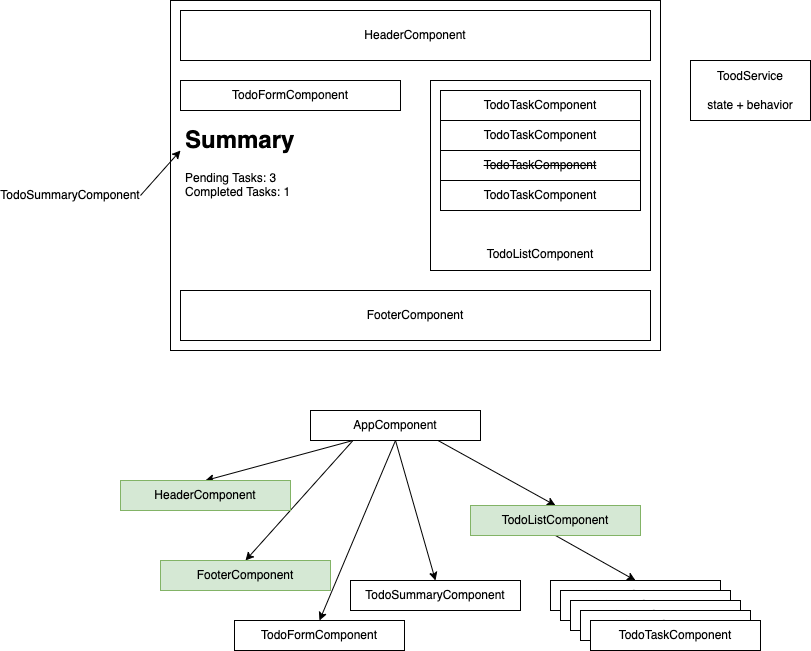 HeaderComponent
TodoFormComponent
TodoTaskComponent
ToodService
state + behavior
TodoTaskComponent
Summary
TodoTaskComponent
Pending Tasks: 3
Completed Tasks: 1
TodoTaskComponent
TodoSummaryComponent
TodoListComponent
FooterComponent
AppComponent
HeaderComponent
TodoListComponent
FooterComponent
TodoSummaryComponent
TodoFormComponent
TodoTaskComponent